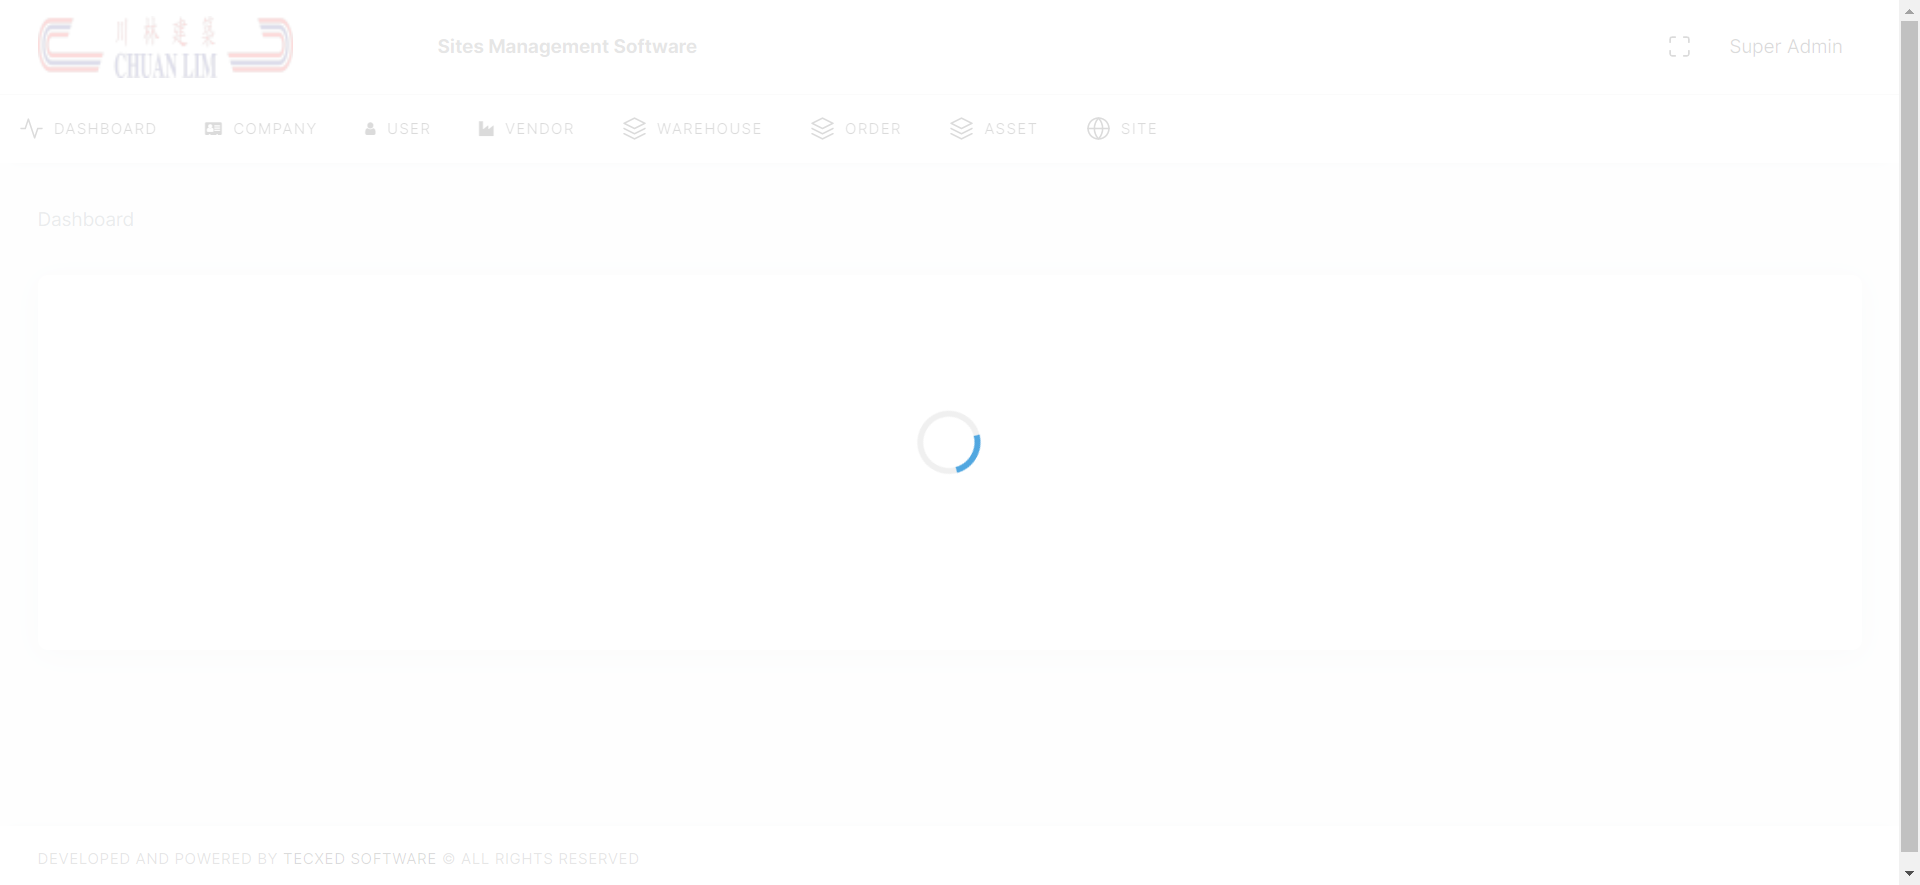 川林建築
CHUAN LIM
Sites Management Software
Super Admin
DASHBOARD
COMPANY
USER
VENDOR
WAREHOUSE
ORDER
ASSET
SITE
Dashboard
DEVELOPED AND POWERED BY TECXED SOFTWARE © ALL RIGHTS RESERVED